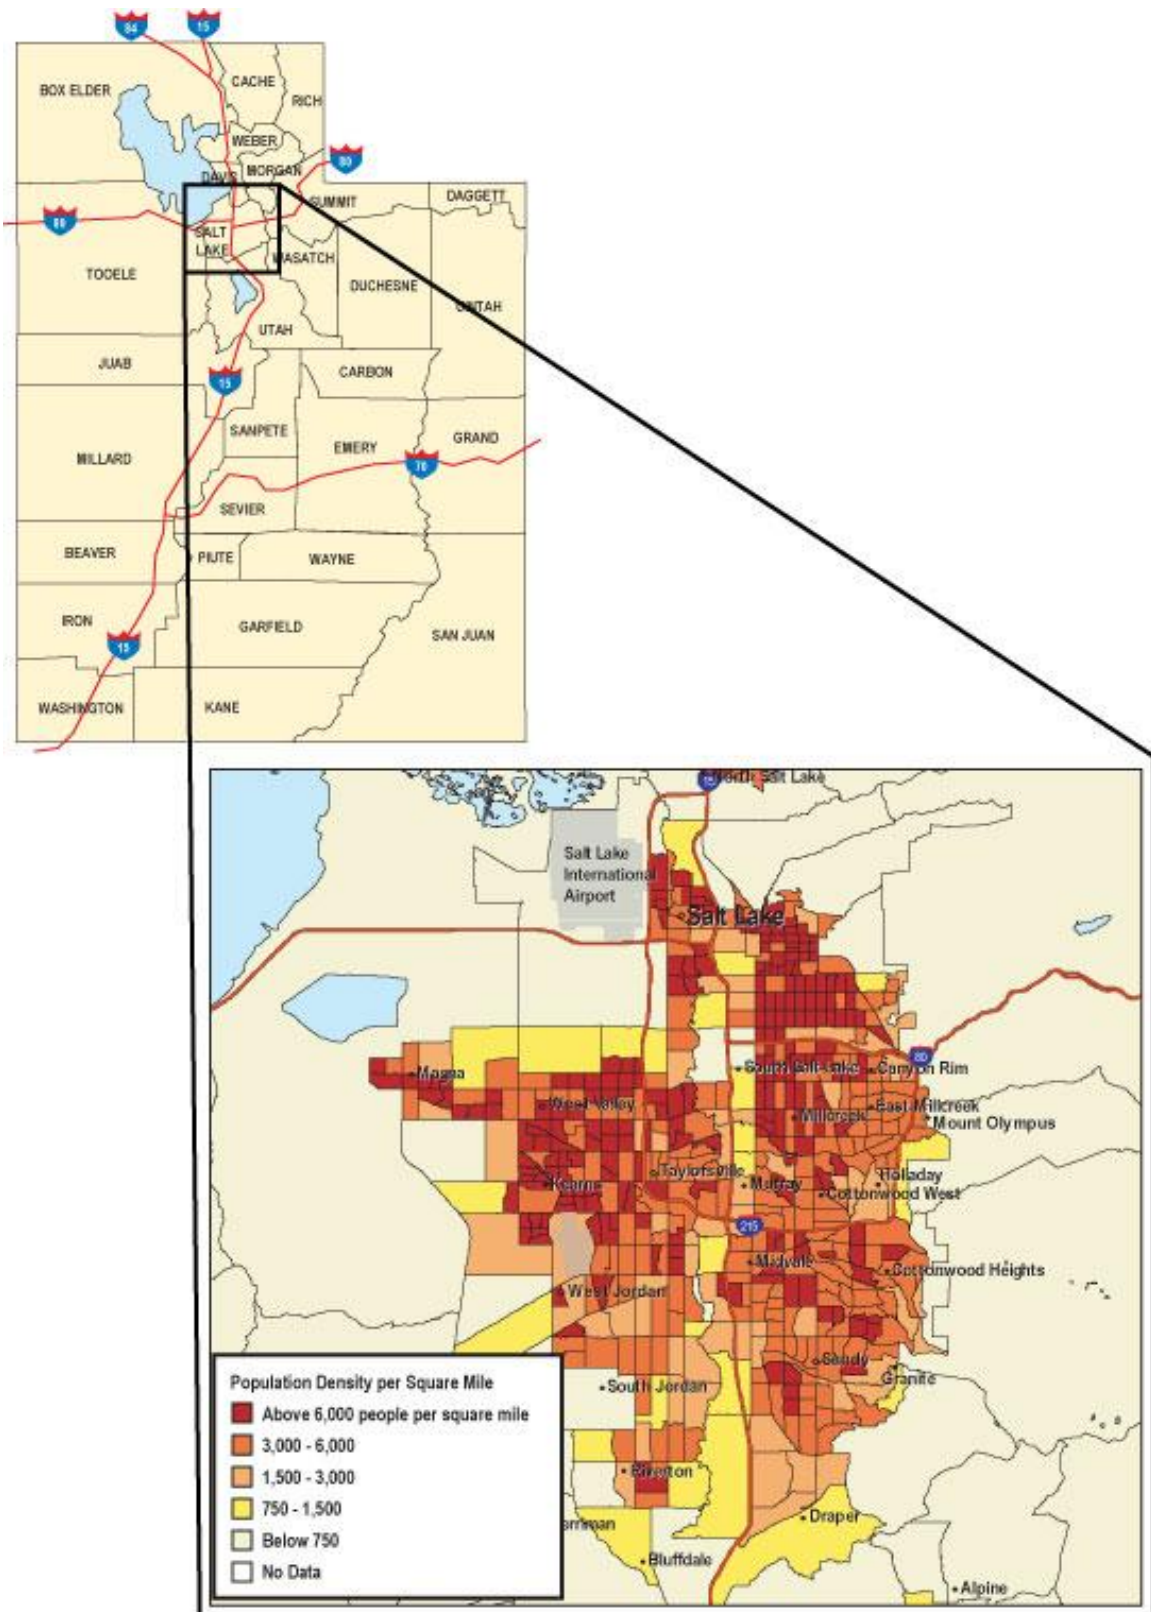 84
15
BOX ELDER
CACHE
RICH
WEBER
80
MORGAN
DAVIS
SUMMIT
DAGGETT
80
SALT
LAKE
WASATCH
TOOELE
DUCHESNE
UINTAH
UTAH
JUAB
CARBON
15
SANPETE
GRAND
EMERY
MILLARD
70
SEVIER
BEAVER
PIUTE
WAYNE
IRON
GARFIELD
SAN JUAN
15
WASHINGTON
KANE
15
North Salt Lake
Salt Lake
International
Airport
Salt Lake
80
South Salt Lake
Canyon Rim
Magna
West Valley
East Millcreek
Millcreek
Mount Olympus
Taylorsville
Holladay
Kearns
Murray
Cottonwood West
215
Midvale
Cottonwood Heights
West Jordan
Sandy
Granite
South Jordan
Riverton
Draper
erriman
Bluffdale
Alpine
Population Density per Square Mile
Above 6,000 people per square mile
3,000 - 6,000
1,500 - 3,000
750 - 1,500
Below 750
No Data